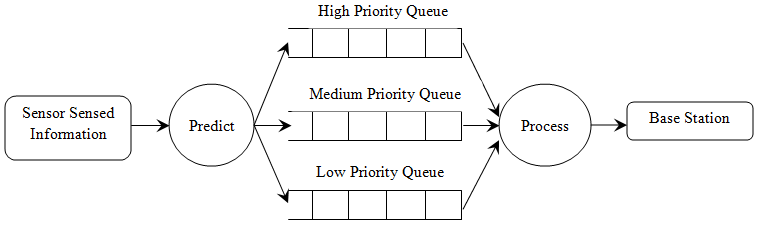 High Priority Queue
Medium Priority Queue
Sensor Sensed
Information
Predict
Process
Base Station
Low Priority Queue